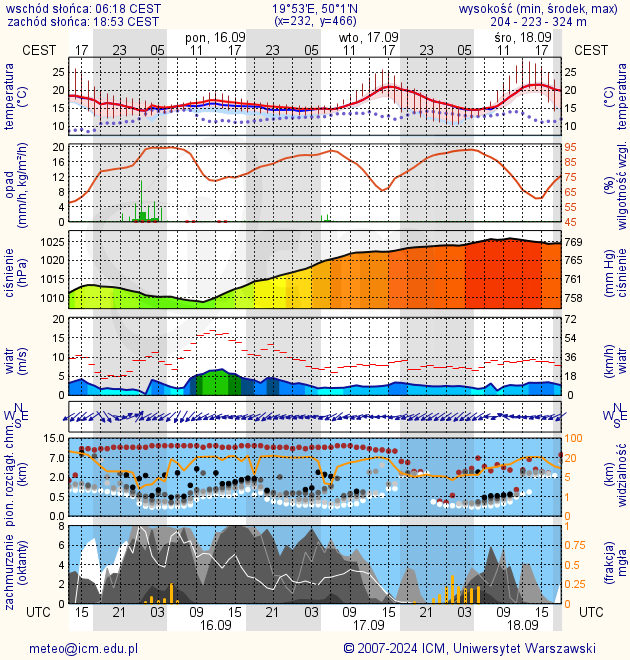 wschód słońca: 06:18 CEST
19°53'E, 50°1'N
wysokość (min, środek, max)
zachód słońca: 18:53 CEST
(x=232, y=466)
204 - 223 - 324 m
pon, 16.09
wto, 17.09
śro, 18.09
CEST 17 23 05 11 17 23 05 11 17 23 05 11 17 CEST
temperatura
(°C)
25
20
15
10
25
20
15
10
temperatura
(°C)
opad
(mm/h, kg/m²/h)
20
16
12
8
4
0
95
85
75
65
55
45
(%)
wilgotność wzgl.
ciśnienie
(hPa)
1025
1020
1015
1010
769
765
761
758
(mm Hg)
ciśnienie
wiatr
(m/s)
20
15
10
5
0
72
54
36
18
0
(km/h)
wiatr
N
W E
S
N
W E
S
pion. rozciągł. chm.
(km)
15.0
7.0
2.0
0.5
0.0
100
20
5
1
0
(km)
widzialność
zachmurzenie
(oktanty)
8
6
4
2
0
1
0.75
0.5
0.25
0
(frakcja)
mgła
UTC 15 21 03 09 15 21 03 09 15 21 03 09 15 UTC
16.09
17.09
18.09
meteo@icm.edu.pl
© 2007-2024 ICM, Uniwersytet Warszawski